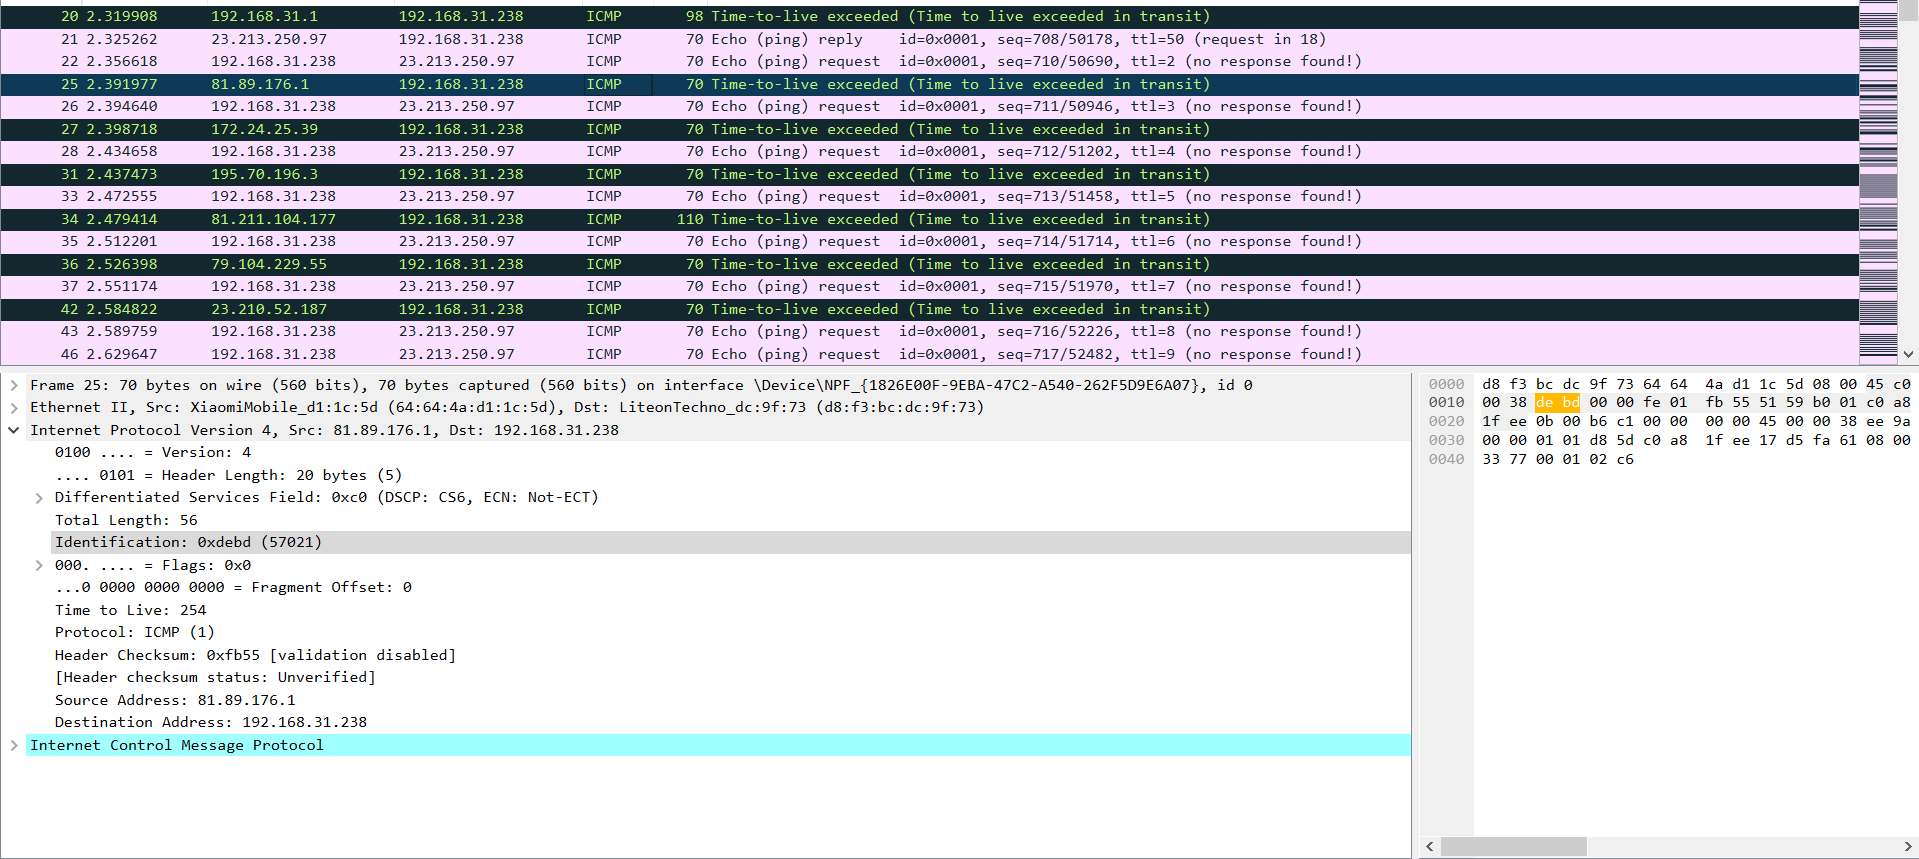 20 2.319908 192.168.31.1 192.168.31.238 ICMP 98 Time-to-live exceeded (Time to live exceeded in transit)
21 2.325262 23.213.250.97 192.168.31.238 ICMP 70 Echo (ping) reply id=0x0001, seq=708/50178, ttl=50 (request in 18)
22 2.356618 192.168.31.238 23.213.250.97 ICMP 70 Echo (ping) request id=0x0001, seq=710/50690, ttl=2 (no response found!)
25 2.391977 81.89.176.1 192.168.31.238 ICMP 70 Time-to-live exceeded (Time to live exceeded in transit)
26 2.394640 192.168.31.238 23.213.250.97 ICMP 70 Echo (ping) request id=0x0001, seq=711/50946, ttl=3 (no response found!)
27 2.398718 172.24.25.39 192.168.31.238 ICMP 70 Time-to-live exceeded (Time to live exceeded in transit)
28 2.434658 192.168.31.238 23.213.250.97 ICMP 70 Echo (ping) request id=0x0001, seq=712/51202, ttl=4 (no response found!)
31 2.437473 195.70.196.3 192.168.31.238 ICMP 70 Time-to-live exceeded (Time to live exceeded in transit)
33 2.472555 192.168.31.238 23.213.250.97 ICMP 70 Echo (ping) request id=0x0001, seq=713/51458, ttl=5 (no response found!)
34 2.479414 81.211.104.177 192.168.31.238 ICMP 110 Time-to-live exceeded (Time to live exceeded in transit)
35 2.512201 192.168.31.238 23.213.250.97 ICMP 70 Echo (ping) request id=0x0001, seq=714/51714, ttl=6 (no response found!)
36 2.526398 79.104.229.55 192.168.31.238 ICMP 70 Time-to-live exceeded (Time to live exceeded in transit)
37 2.551174 192.168.31.238 23.213.250.97 ICMP 70 Echo (ping) request id=0x0001, seq=715/51970, ttl=7 (no response found!)
42 2.584822 23.210.52.187 192.168.31.238 ICMP 70 Time-to-live exceeded (Time to live exceeded in transit)
43 2.589759 192.168.31.238 23.213.250.97 ICMP 70 Echo (ping) request id=0x0001, seq=716/52226, ttl=8 (no response found!)
46 2.629647 192.168.31.238 23.213.250.97 ICMP 70 Echo (ping) request id=0x0001, seq=717/52482, ttl=9 (no response found!)
Frame 25: 70 bytes on wire (560 bits), 70 bytes captured (560 bits) on interface \Device\NPF_{1826E00F-9EBA-47C2-A540-262F5D9E6A07}, id 0
Ethernet II, Src: XiaomiMobile_d1:1c:5d (64:64:4a:d1:1c:5d), Dst: LiteonTechno_dc:9f:73 (d8:f3:bc:dc:9f:73)
Internet Protocol Version 4, Src: 81.89.176.1, Dst: 192.168.31.238
0100 .... = Version: 4
.... 0101 = Header Length: 20 bytes (5)
Differentiated Services Field: 0xc0 (DSCP: CS6, ECN: Not-ECT)
Total Length: 56
Identification: 0xdebd (57021)
000. .... = Flags: 0x0
...0 0000 0000 0000 = Fragment Offset: 0
Time to Live: 254
Protocol: ICMP (1)
Header Checksum: 0xfb55 [validation disabled]
[Header checksum status: Unverified]
Source Address: 81.89.176.1
Destination Address: 192.168.31.238
Internet Control Message Protocol
0000 d8 f3 bc dc 9f 73 64 64 4a d1 1c 5d 08 00 45 c0
0010 00 38 de bd 00 00 fe 01 fb 55 51 59 b0 01 c0 a8
0020 1f ee 0b 00 b6 c1 00 00 00 00 45 00 00 38 ee 9a
0030 00 00 01 01 d8 5d c0 a8 1f ee 17 d5 fa 61 08 00
0040 33 77 00 01 02 c6